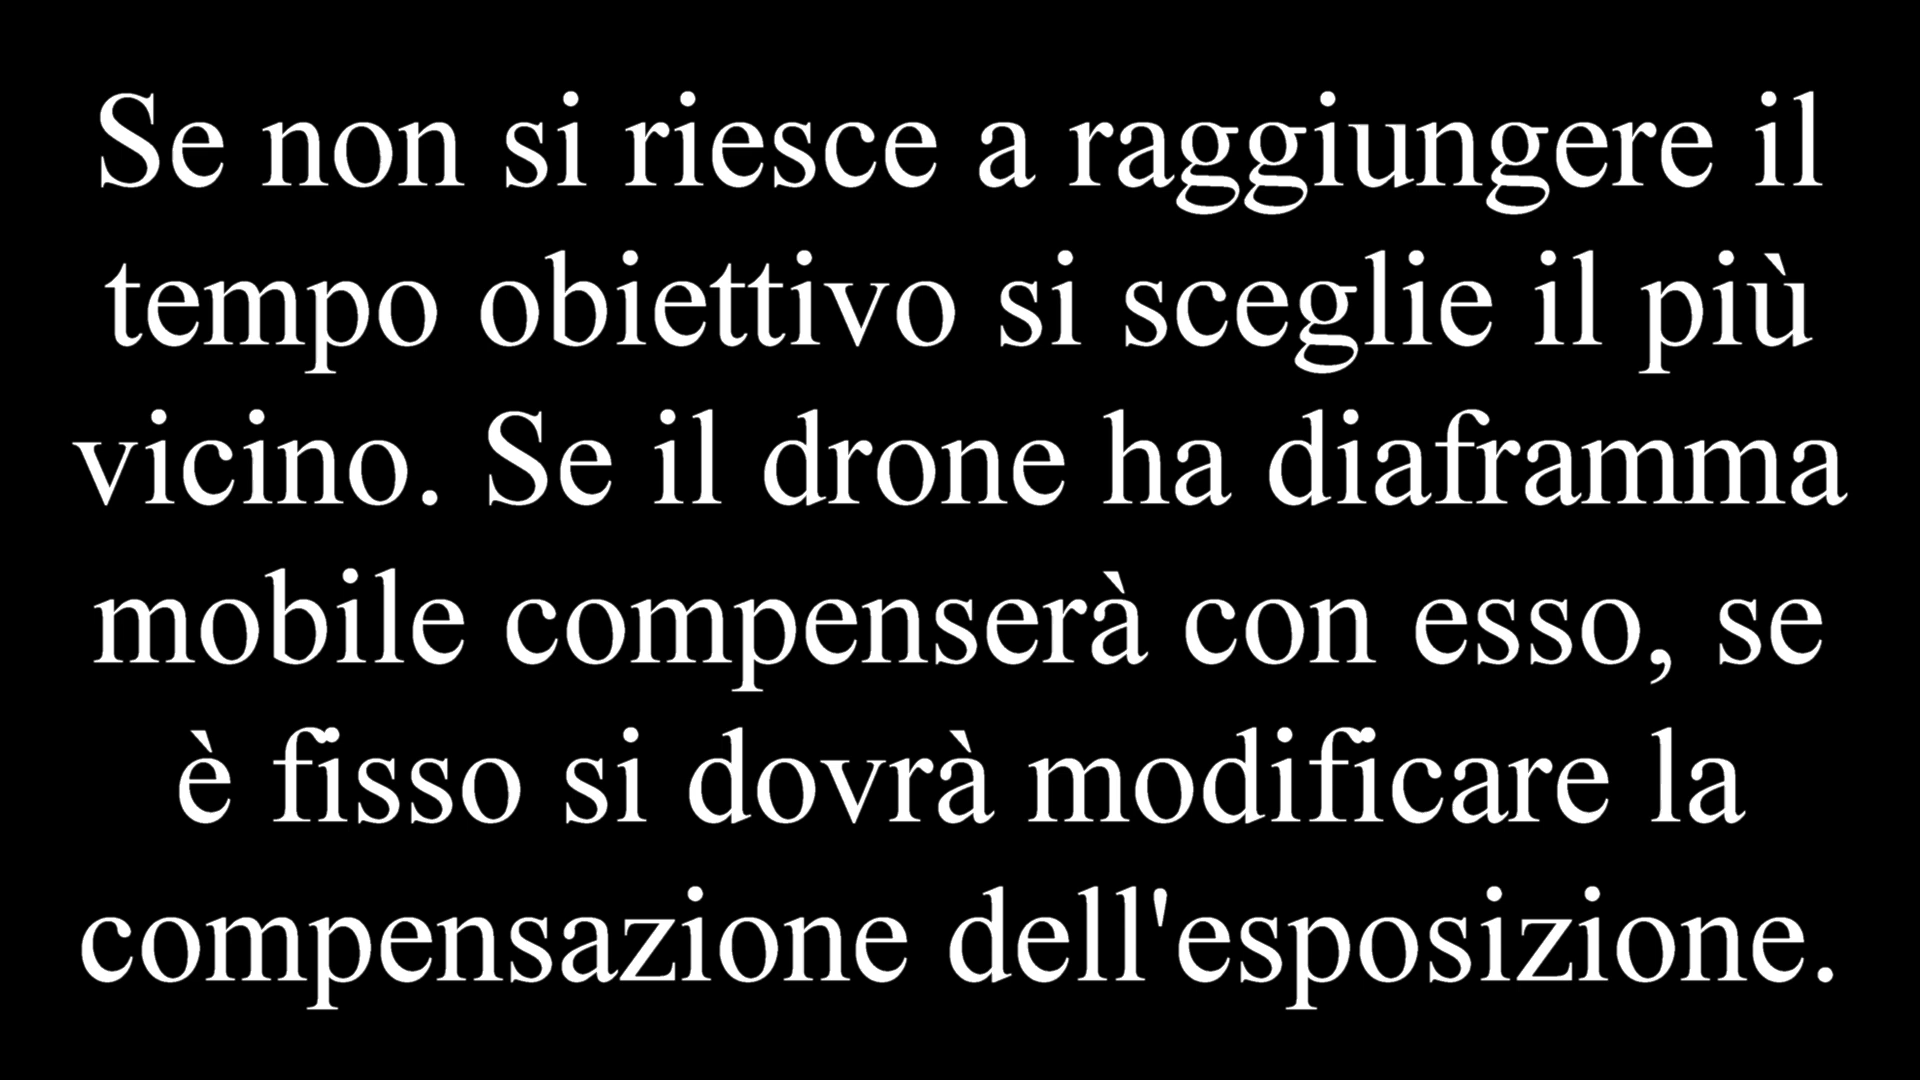 Se non si riesce a raggiungere il
tempo obiettivo si sceglie il più
vicino. Se il drone ha diaframma
mobile compenserà con esso, se
è fisso si dovrà modificare la
compensazione dell'esposizione.